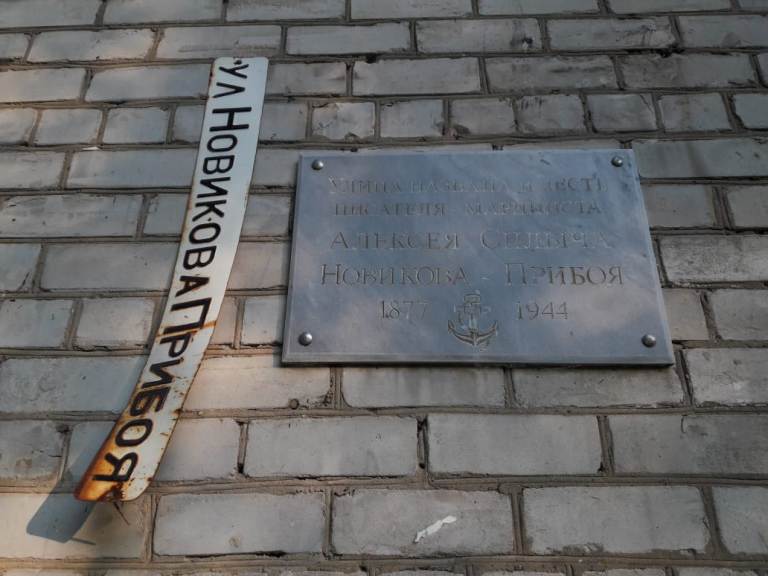 ул НОВИКОВА ПРИБОЯ
УЛИЦА НАЗВАНА В ЧЕСТЬ
ПИСАТЕЛЯ - МАРИНИСТА
АЛЕКСЕЯ СИЛЫЧА
НОВИКОВА - ПРИБОЯ
1877 1944